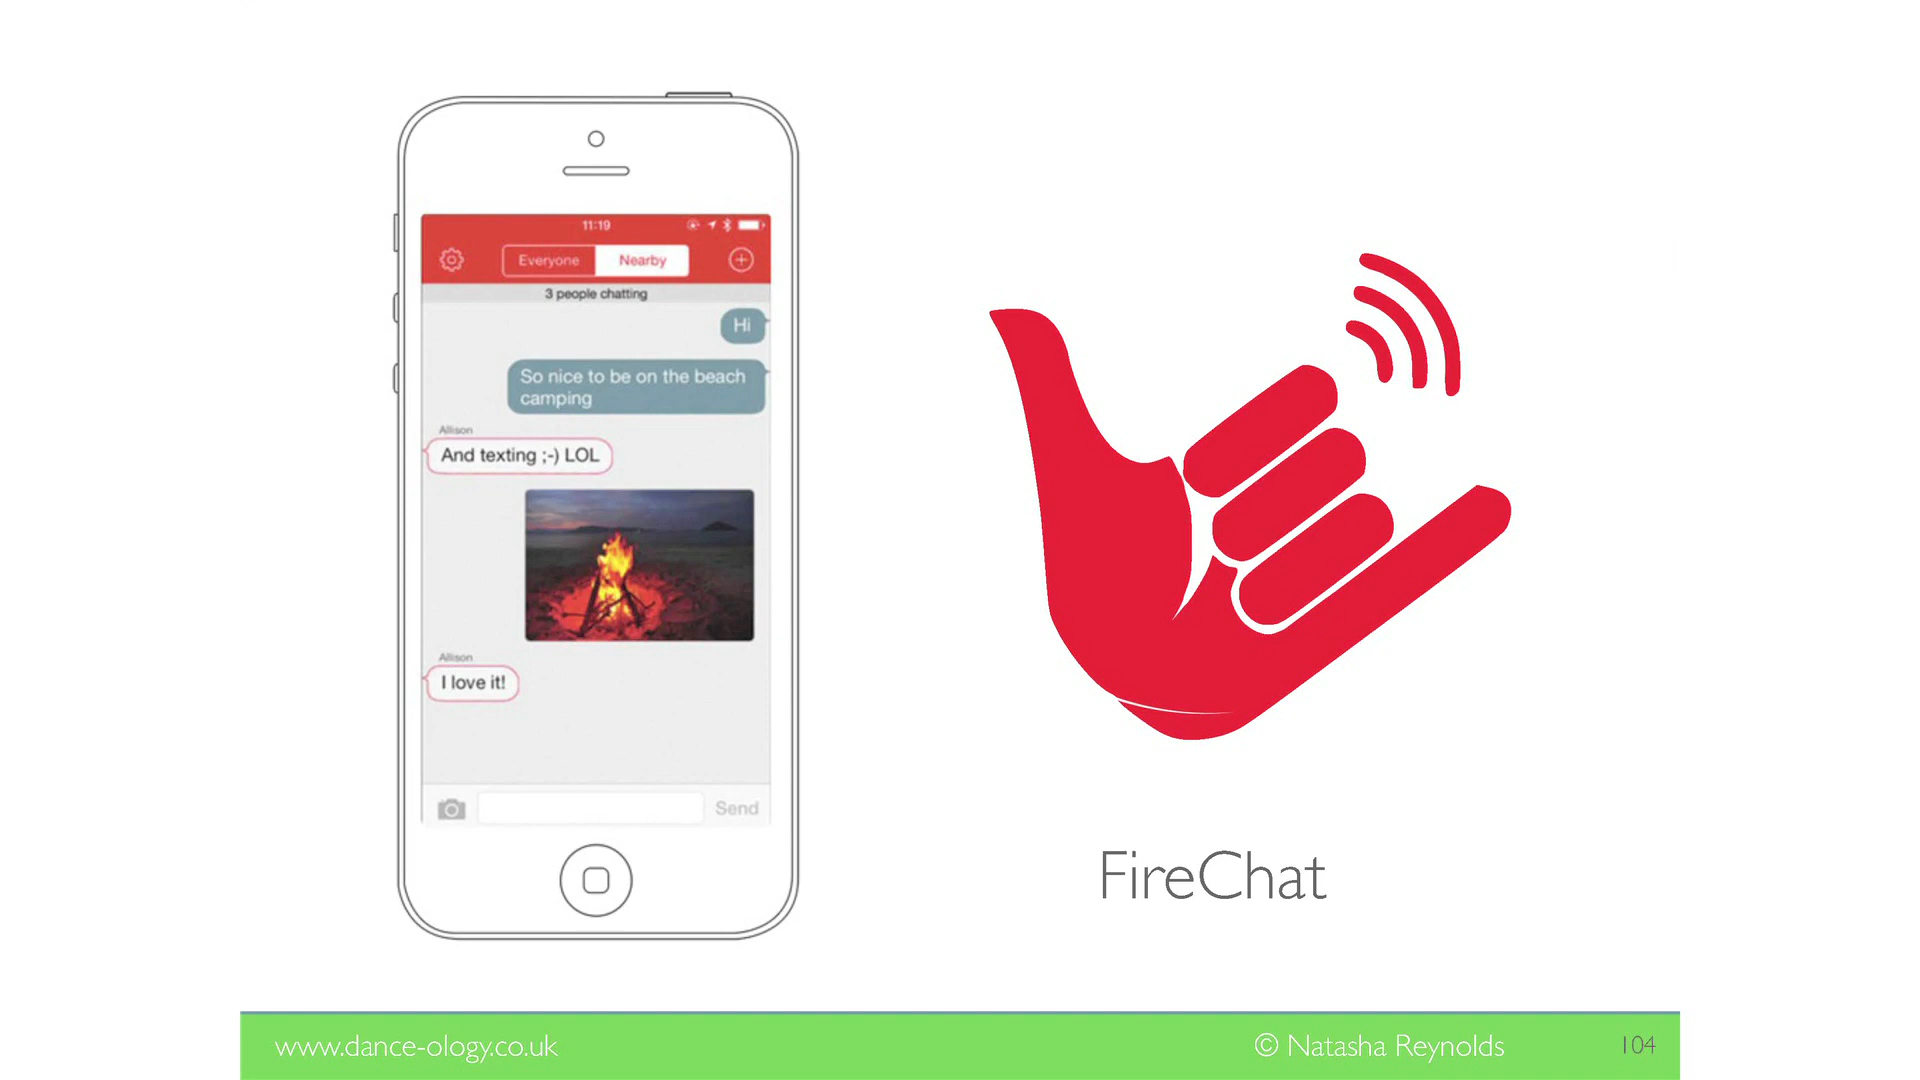 11:19
Everyone
Nearby
3 people chatting
Hi
So nice to be on the beach
camping
Allison
And texting ;-) LOL
Allison
I love it!
Send
FireChat
www.dance-ology.co.uk
© Natasha Reynolds
104